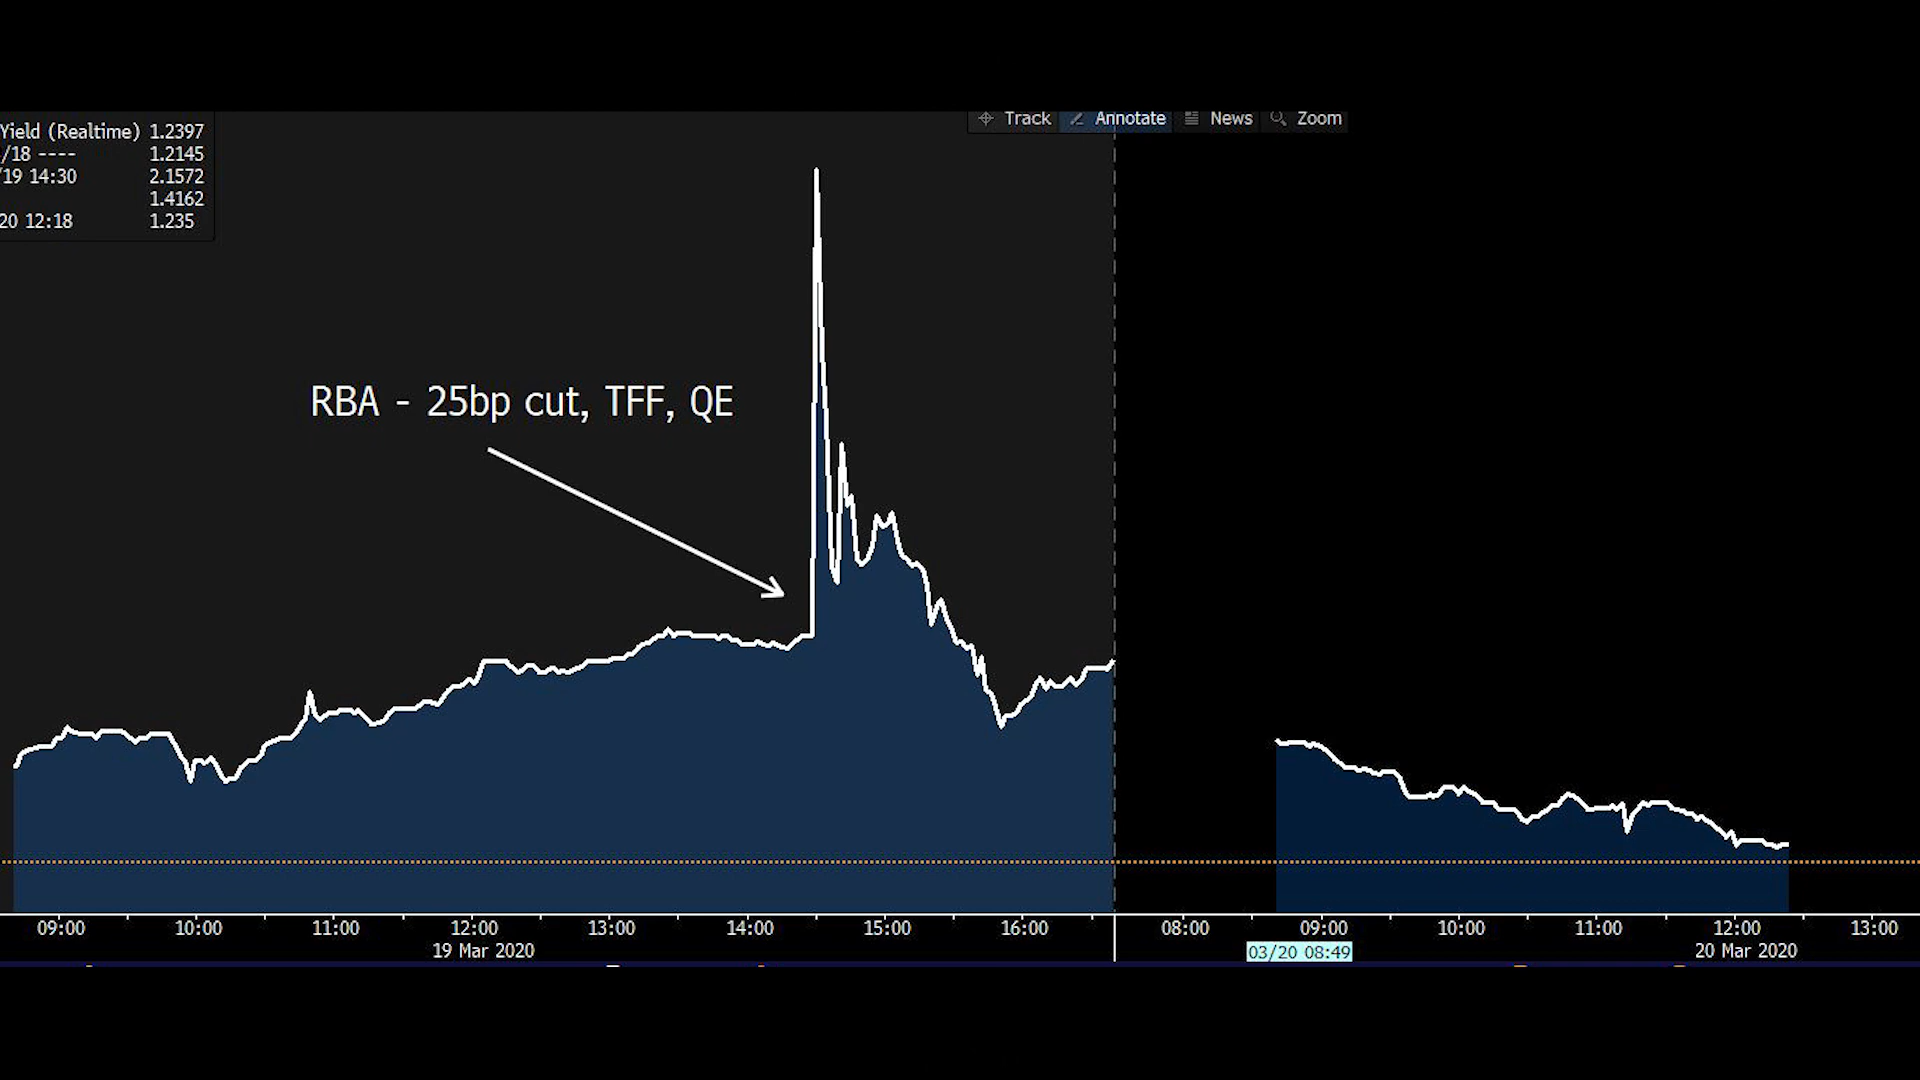 Track Annotate News Zoom
Yield (Realtime) 1.2397
/18 ---- 1.2145
/19 14:30 2.1572
1.4162
20 12:18 1.235
RBA - 25bp cut, TFF, QE
09:00 10:00 11:00 12:00 13:00 14:00 15:00 16:00 08:00 09:00 10:00 11:00 12:00 13:00
19 Mar 2020 03/20 08:49 20 Mar 2020